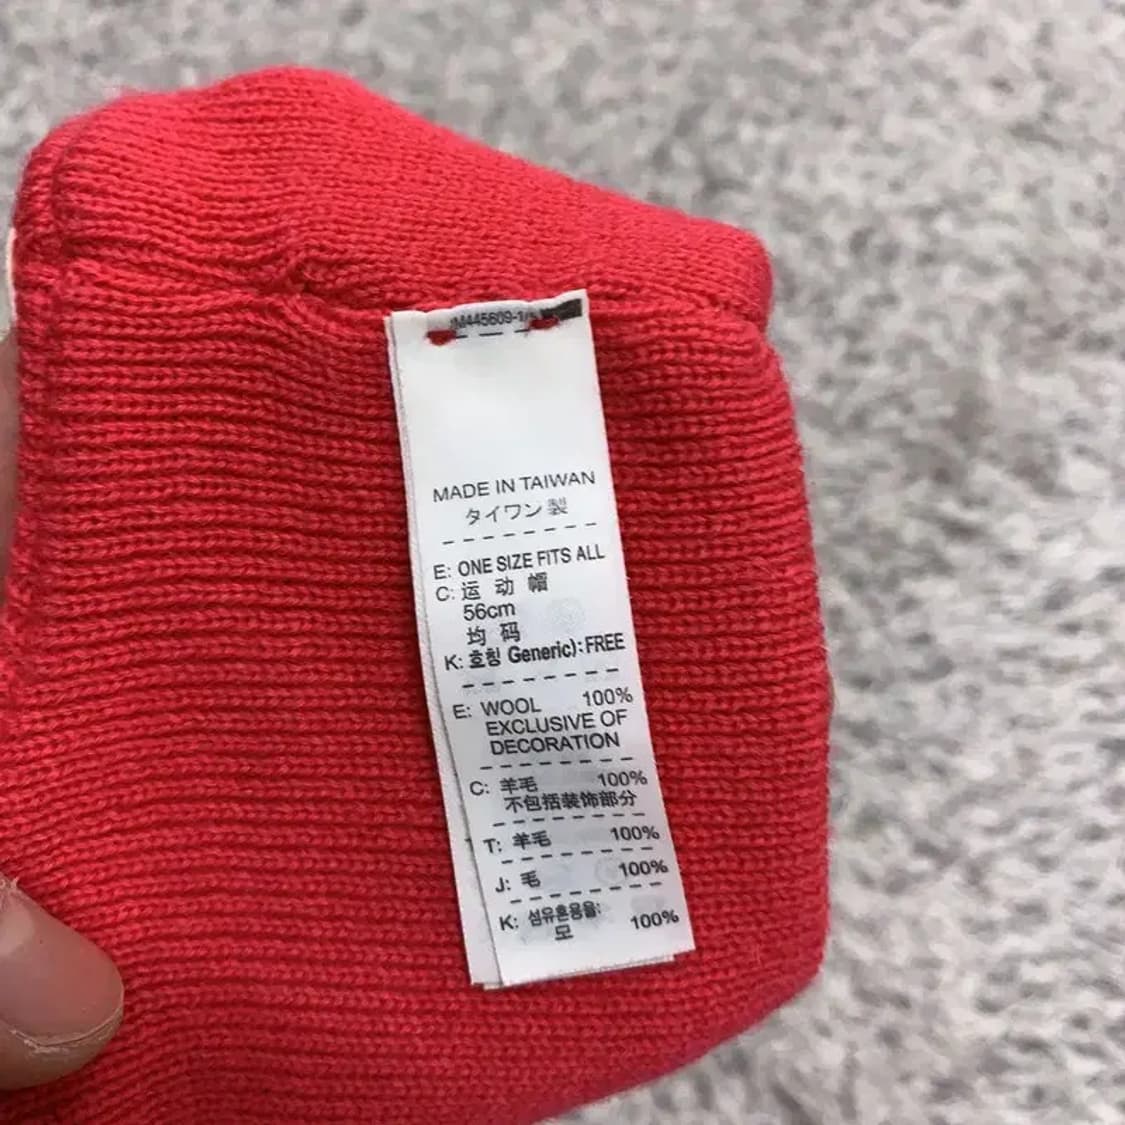 MADE IN TAIWAN
タイワン製
E: ONE SIZE FITS ALL
C: 运 动 帽
56cm
均 码
K: 호칭 Generic): FREE
E: WOOL 100%
EXCLUSIVE OF
DECORATION
C: 羊毛 100%
不包括装饰部分
T: 羊毛 100%
J: 毛 100%
K: 섬유혼용율:
모 100%